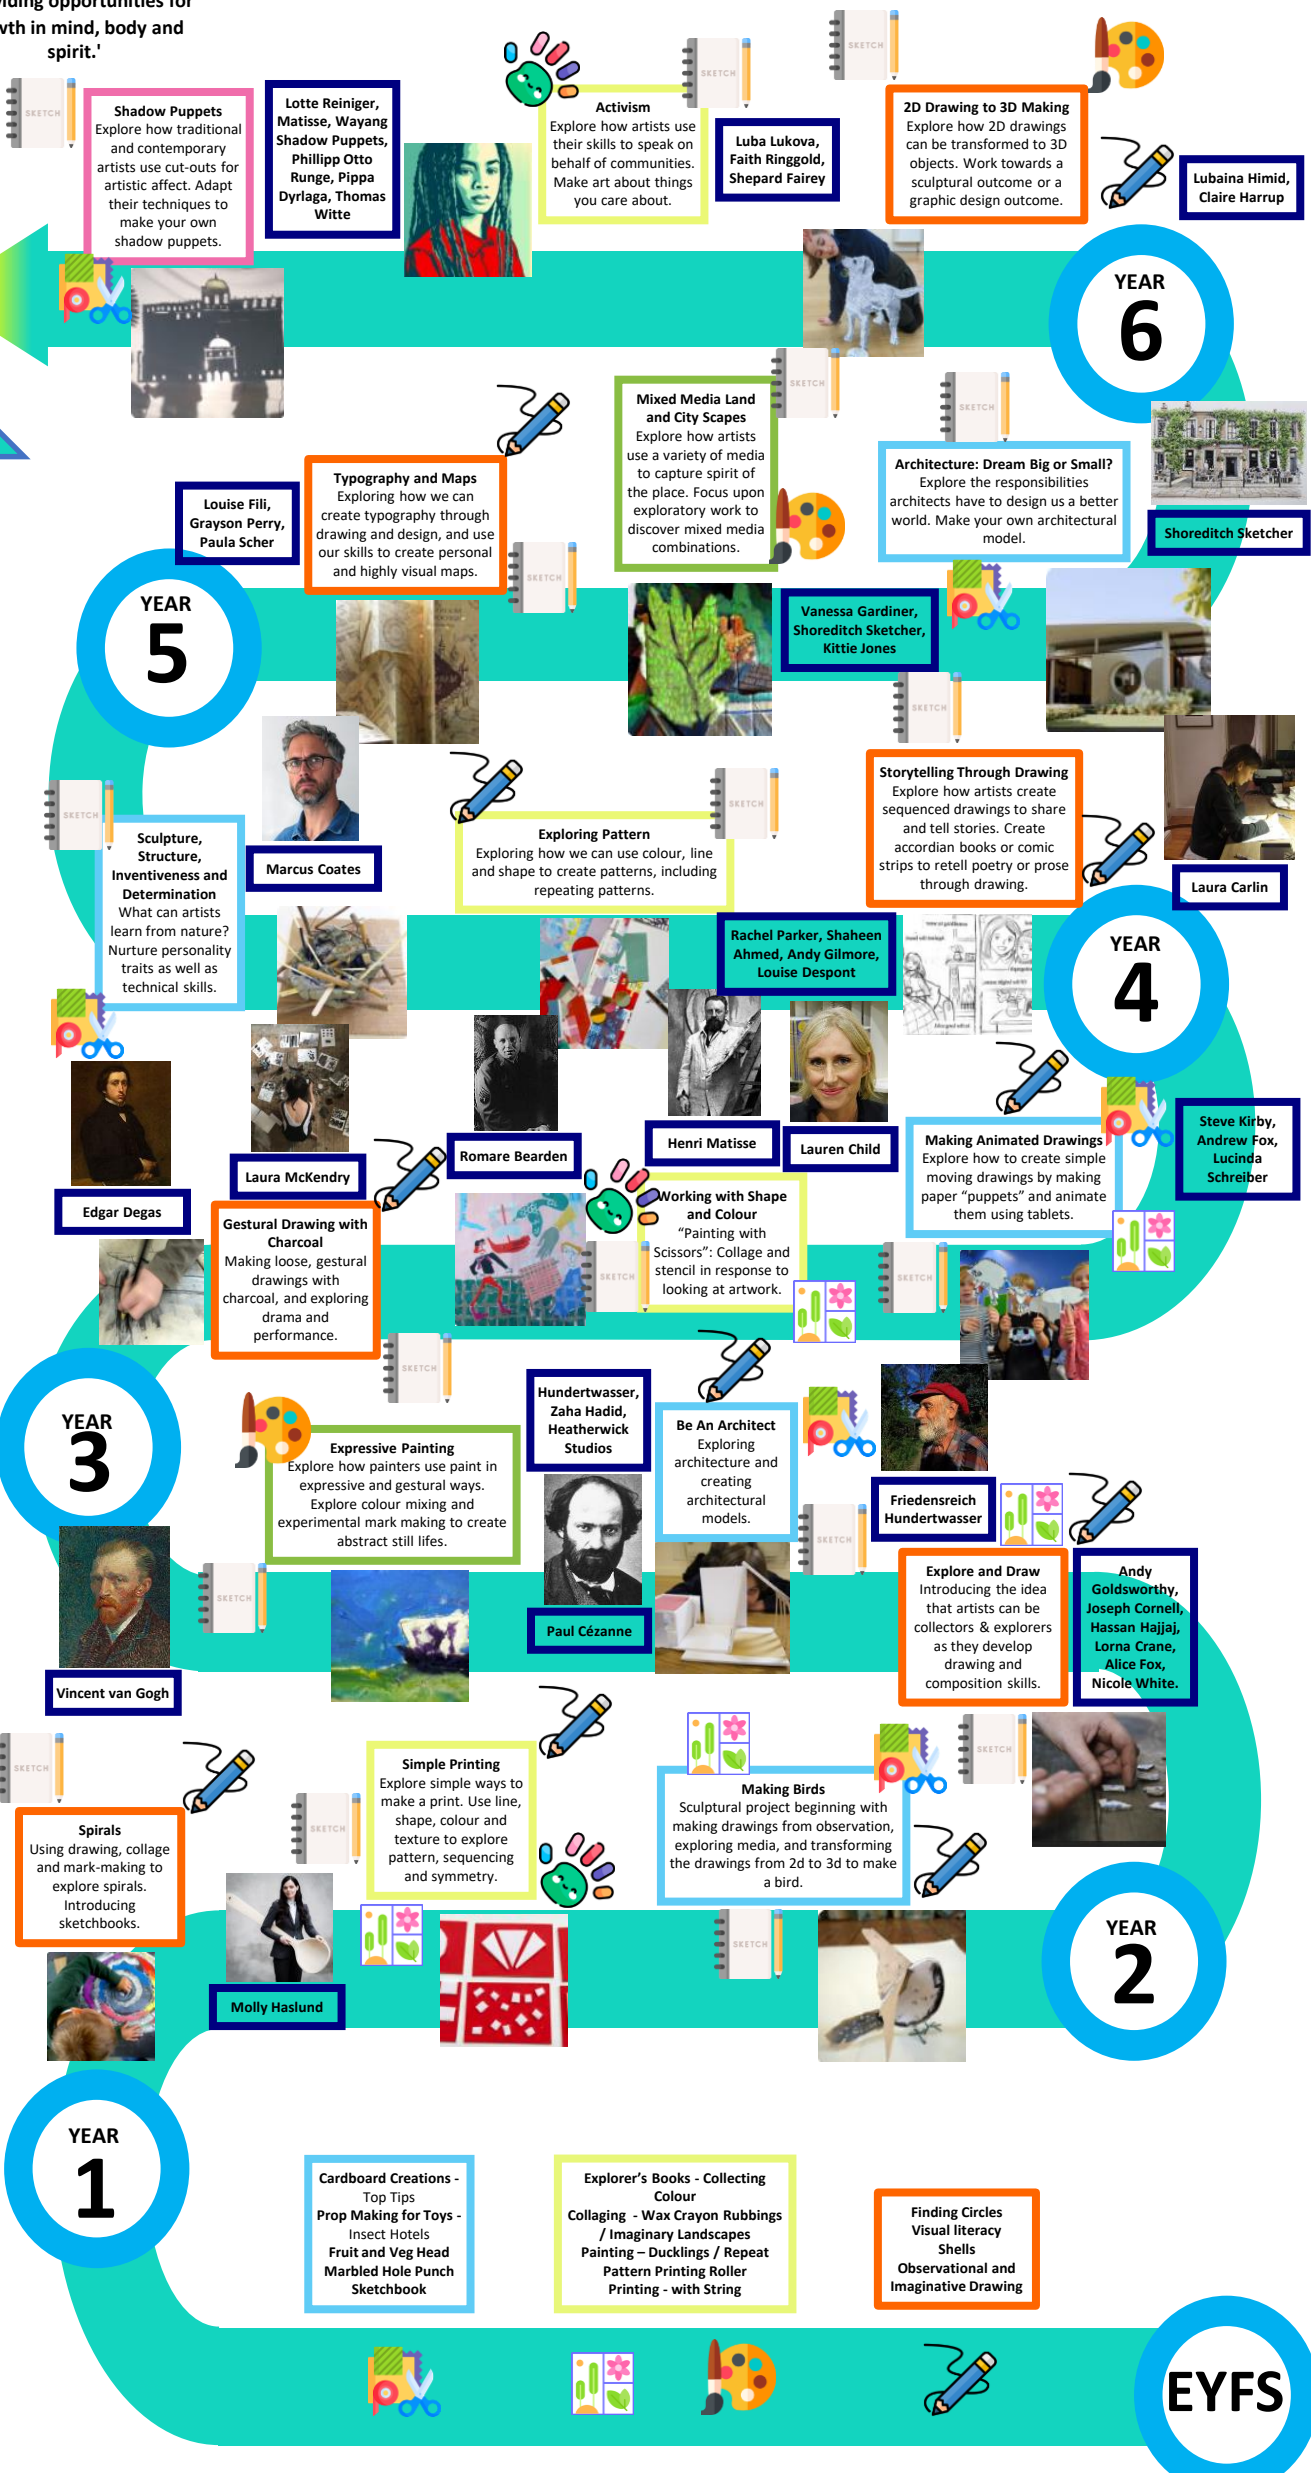 viding opportunities for
wth in mind, body and
spirit.'
SKETCH
Shadow Puppets
Explore how traditional
and contemporary
artists use cut-outs for
artistic affect. Adapt
their techniques to
make your own
shadow puppets.
Lotte Reiniger,
Matisse, Wayang
Shadow Puppets,
Phillipp Otto
Runge, Pippa
Dyrlaga, Thomas
Witte
Activism
Explore how artists use
their skills to speak on
behalf of communities.
Make art about things
you care about.
SKETCH
Luba Lukova,
Faith Ringgold,
Shepard Fairey
SKETCH
2D Drawing to 3D Making
Explore how 2D drawings
can be transformed to 3D
objects. Work towards a
sculptural outcome or a
graphic design outcome.
Lubaina Himid,
Claire Harrup
YEAR
6
Louise Fili,
Grayson Perry,
Paula Scher
Typography and Maps
Exploring how we can
create typography through
drawing and design, and use
our skills to create personal
and highly visual maps.
SKETCH
Mixed Media Land
and City Scapes
Explore how artists
use a variety of media
to capture spirit of
the place. Focus upon
exploratory work to
discover mixed media
combinations.
SKETCH
SKETCH
Architecture: Dream Big or Small?
Explore the responsibilities
architects have to design us a better
world. Make your own architectural
model.
Shoreditch Sketcher
YEAR
5
Vanessa Gardiner,
Shoreditch Sketcher,
Kittie Jones
SKETCH
SKETCH
Sculpture,
Structure,
Inventiveness and
Determination
What can artists
learn from nature?
Nurture personality
traits as well as
technical skills.
Marcus Coates
Exploring Pattern
Exploring how we can use colour, line
and shape to create patterns, including
repeating patterns.
SKETCH
Storytelling Through Drawing
Explore how artists create
sequenced drawings to share
and tell stories. Create
accordian books or comic
strips to retell poetry or prose
through drawing.
Laura Carlin
Rachel Parker, Shaheen
Ahmed, Andy Gilmore,
Louise Despont
YEAR
4
Edgar Degas
Laura McKendry
Romare Bearden
Henri Matisse
Lauren Child
Making Animated Drawings
Explore how to create simple
moving drawings by making
paper “puppets” and animate
them using tablets.
Steve Kirby,
Andrew Fox,
Lucinda
Schreiber
Gestural Drawing with
Charcoal
Making loose, gestural
drawings with
charcoal, and exploring
drama and
performance.
Working with Shape
and Colour
“Painting with
Scissors”: Collage and
stencil in response to
looking at artwork.
SKETCH
SKETCH
SKETCH
YEAR
3
Expressive Painting
Explore how painters use paint in
expressive and gestural ways.
Explore colour mixing and
experimental mark making to create
abstract still lifes.
Hundertwasser,
Zaha Hadid,
Heatherwick
Studios
Be An Architect
Exploring
architecture and
creating
architectural
models.
SKETCH
Friedensreich
Hundertwasser
Vincent van Gogh
SKETCH
Paul Cézanne
Explore and Draw
Introducing the idea
that artists can be
collectors & explorers
as they develop
drawing and
composition skills.
Andy
Goldsworthy,
Joseph Cornell,
Hassan Hajjaj,
Lorna Crane,
Alice Fox,
Nicole White.
SKETCH
SKETCH
Spirals
Using drawing, collage
and mark-making to
explore spirals.
Introducing
sketchbooks.
SKETCH
Simple Printing
Explore simple ways to
make a print. Use line,
shape, colour and
texture to explore
pattern, sequencing
and symmetry.
Making Birds
Sculptural project beginning with
making drawings from observation,
exploring media, and transforming
the drawings from 2d to 3d to make
a bird.
SKETCH
Molly Haslund
YEAR
2
YEAR
1
Cardboard Creations -
Top Tips
Prop Making for Toys -
Insect Hotels
Fruit and Veg Head
Marbled Hole Punch
Sketchbook
Explorer’s Books - Collecting
Colour
Collaging - Wax Crayon Rubbings
/ Imaginary Landscapes
Painting – Ducklings / Repeat
Pattern Printing Roller
Printing - with String
Finding Circles
Visual literacy
Shells
Observational and
Imaginative Drawing
EYFS